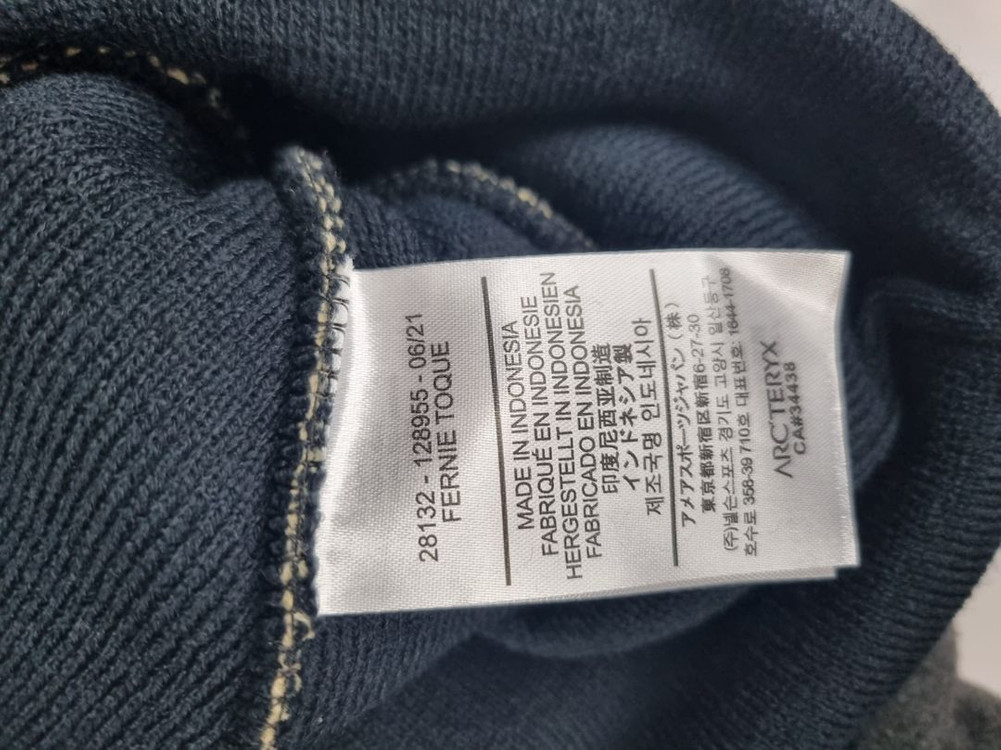 28132 - 128955 - 06/21
FERNIE TOQUE
MADE IN INDONESIA
FABRIQUÉ EN INDONESIE
HERGESTELLT IN INDONESIEN
FABRICADO EN INDONESIA
印度尼西亚制造
インドネシア製
제조국명 인도네시아
アメアスポーツジャパン（株）
東京都新宿区新宿6-27-30
(주)넬슨스포츠 경기도 고양시 일산동구
호수로 358-39 710호 대표번호: 1644-1708
ARC'TERYX
CA#34438